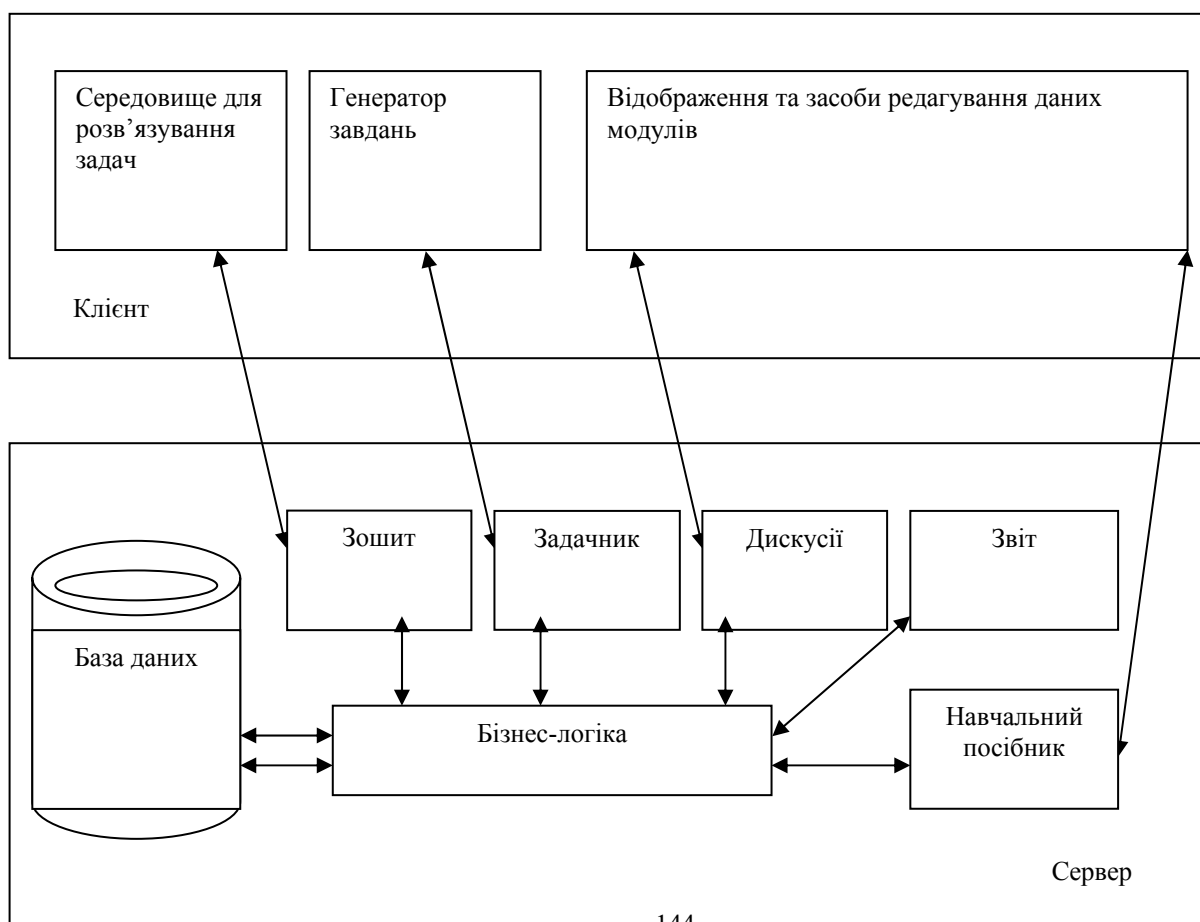 Середовище для
розв’язування
задач
Генератор
завдань
Відображення та засоби редагування даних
модулів
Клієнт
Зошит
Задачник
Дискусії
Звіт
База даних
Бізнес-логіка
Навчальний
посібник
Сервер
144